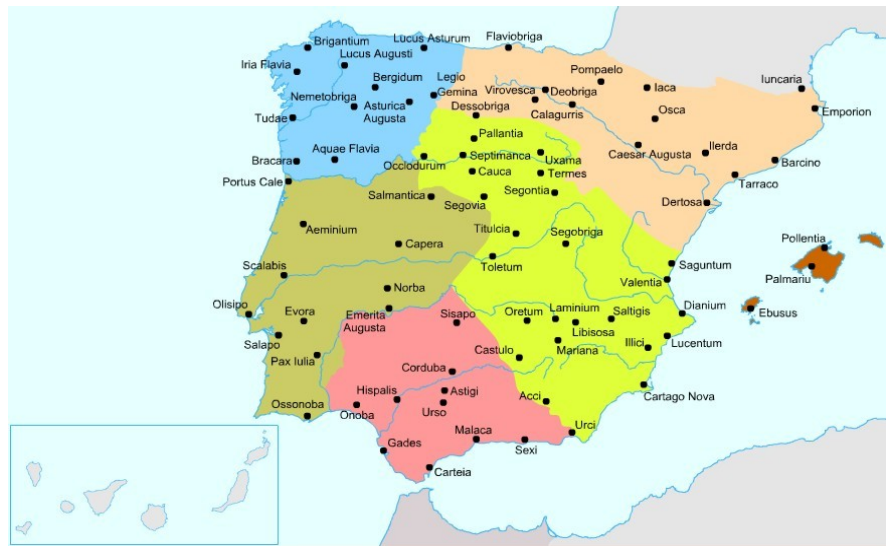 Brigantium
Lucus Asturum
Flaviobriga
Iria Flavia
Lucus Augusti
Bergidum
Legio
Gemina
Pompaelo
Iuncaria
Nemetobriga
Asturica
Augusta
Virovesca
Deobriga
Iaca
Dessobriga
Calagurris
Osca
Emporion
Tudae
Pallantia
Bracara
Aquae Flavia
Occlodurum
Septimanca
Uxama
Caesar Augusta
Ilerda
Barcino
Cauca
Termes
Portus Cale
Tarraco
Salmantica
Segovia
Segontia
Dertosa
Aeminium
Titulcia
Capera
Segobriga
Pollentia
Toletum
Scalabis
Saguntum
Palmariu
Valentia
Norba
Olisipo
Evora
Emerita
Augusta
Sisapo
Oretum
Laminium
Saltigis
Dianium
Ebusus
Libisosa
Salapo
Mariana
Illici
Lucentum
Pax Iulia
Castulo
Corduba
Cartago Nova
Hispalis
Astigi
Acci
Ossonoba
Onoba
Urso
Malaca
Urci
Gades
Sexi
Carteia